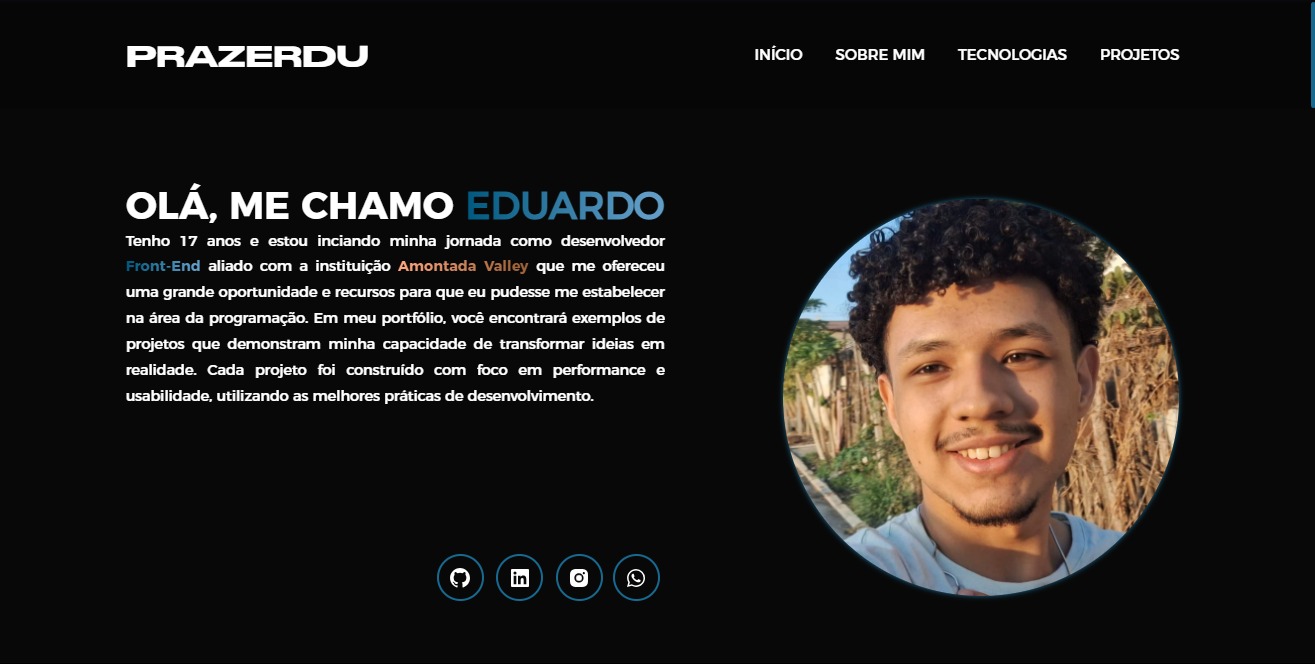 PRAZERDU
INÍCIO SOBRE MIM TECNOLOGIAS PROJETOS
OLÁ, ME CHAMO EDUARDO
Tenho 17 anos e estou inciando minha jornada como desenvolvedor
Front-End aliado com a instituição Amontada Valley que me ofereceu
uma grande oportunidade e recursos para que eu pudesse me estabelecer
na área da programação. Em meu portfólio, você encontrará exemplos de
projetos que demonstram minha capacidade de transformar ideias em
realidade. Cada projeto foi construído com foco em performance e
usabilidade, utilizando as melhores práticas de desenvolvimento.
in